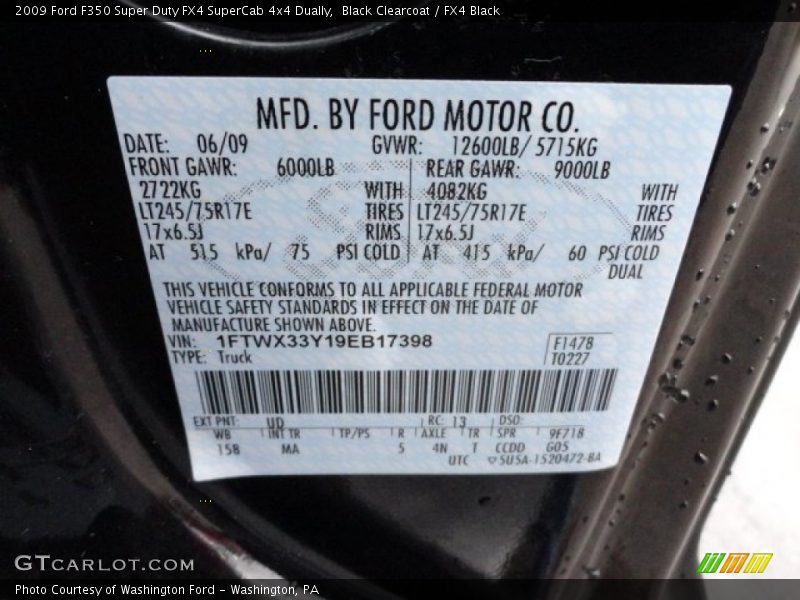 2009 Ford F350 Super Duty FX4 SuperCab 4x4 Dually, Black Clearcoat / FX4 Black
MFD. BY FORD MOTOR CO.
DATE: 06/09 GVWR: 12600LB/ 5715KG
FRONT GAWR: 6000LB REAR GAWR: 9000LB
2722KG WITH 4082KG WITH
LT245/75R17E TIRES LT245/75R17E TIRES
17x6.5J RIMS 17x6.5J RIMS
AT 515 kPa/ 75 PSI COLD AT 415 kPa/ 60 PSI COLD
DUAL
THIS VEHICLE CONFORMS TO ALL APPLICABLE FEDERAL MOTOR
VEHICLE SAFETY STANDARDS IN EFFECT ON THE DATE OF
MANUFACTURE SHOWN ABOVE.
VIN: 1FTWX33Y19EB17398 F1478
TYPE: Truck T0227
EXT PNT: UD RC: 13 DSO:
WB INT TR TP/PS R AXLE TR SPR 9F718
158 MA 5 4N T CCDD G05
UTC 5U5A-1520472-BA
GTCARLOT.COM
Photo Courtesy of Washington Ford - Washington, PA